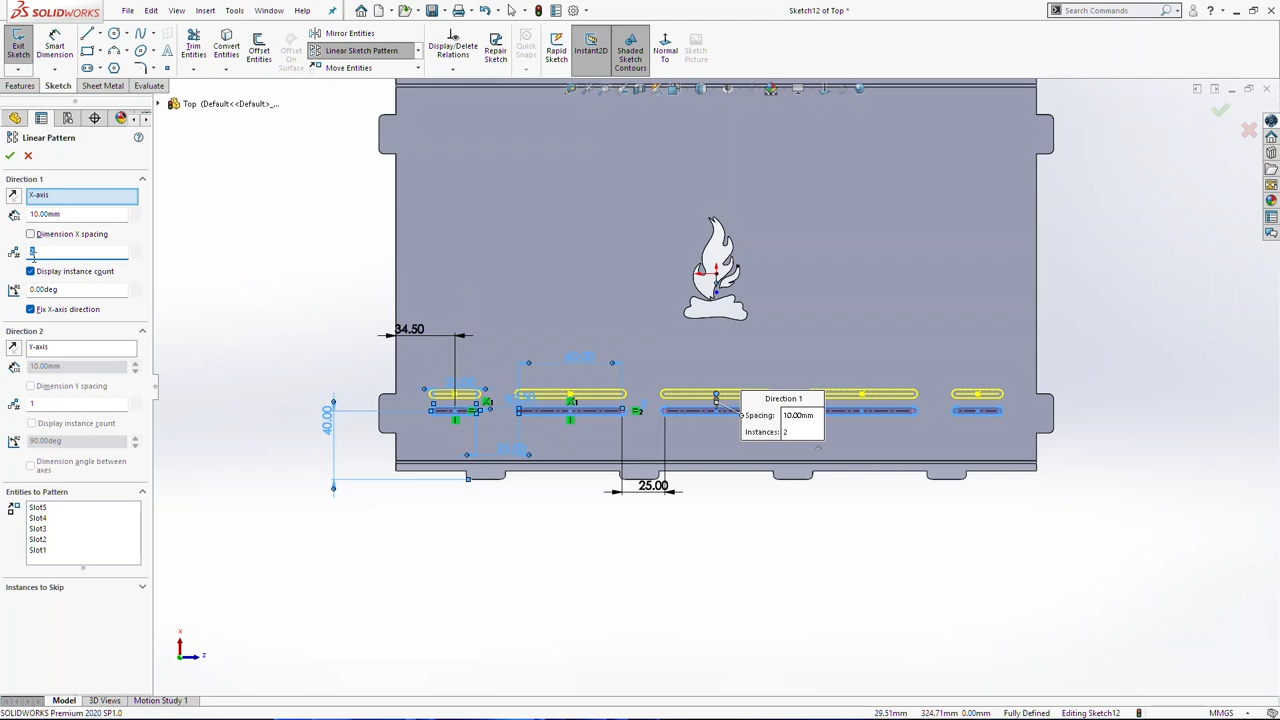 SOLIDWORKS
File Edit View Insert Tools Window Help
Sketch12 of Top *
Search Commands
Exit Sketch
Smart Dimension
Trim Entities
Convert Entities
Offset Entities
Offset On Surface
Mirror Entities
Linear Sketch Pattern
Move Entities
Display/Delete Relations
Repair Sketch
Quick Snaps
Rapid Sketch
Instant2D
Shaded Sketch Contours
Normal To
Sketch Picture
Features Sketch Sheet Metal Evaluate
Top (Default<<Default>_...
Linear Pattern
Direction 1
X-axis
10.00mm
Dimension X spacing
2
Display instance count
0.00deg
Fix X-axis direction
Direction 2
Y-axis
10.00mm
Dimension Y spacing
1
Display instance count
90.00deg
Dimension angle between axes
Entities to Pattern
Slot5
Slot4
Slot3
Slot2
Slot1
Instances to Skip
34.50
40.00
25.00
Direction 1
Spacing: 10.00mm
Instances: 2
x
z
Model 3D Views Motion Study 1
SOLIDWORKS Premium 2020 SP1.0
29.51mm 324.71mm 0.00mm Fully Defined Editing Sketch12 MMGS